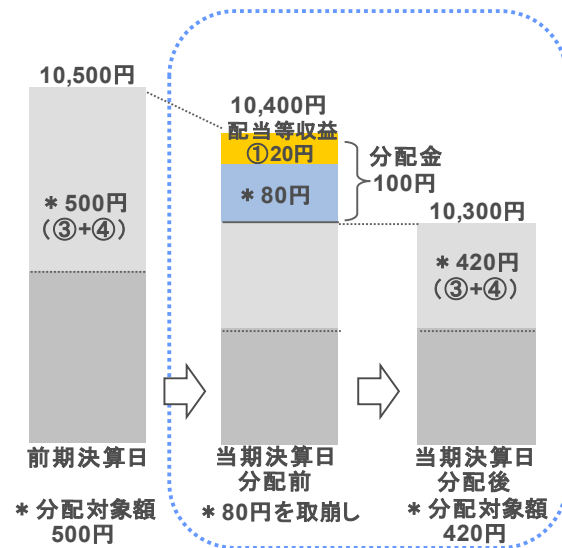 10,500円
10,400円
配当等収益
①20円
分配金
100円
＊80円
＊500円
（③+④）
10,300円
＊420円
（③+④）
前期決算日
当期決算日
分配前
当期決算日
分配後
＊分配対象額
500円
＊80円を取崩し
＊分配対象額
420円